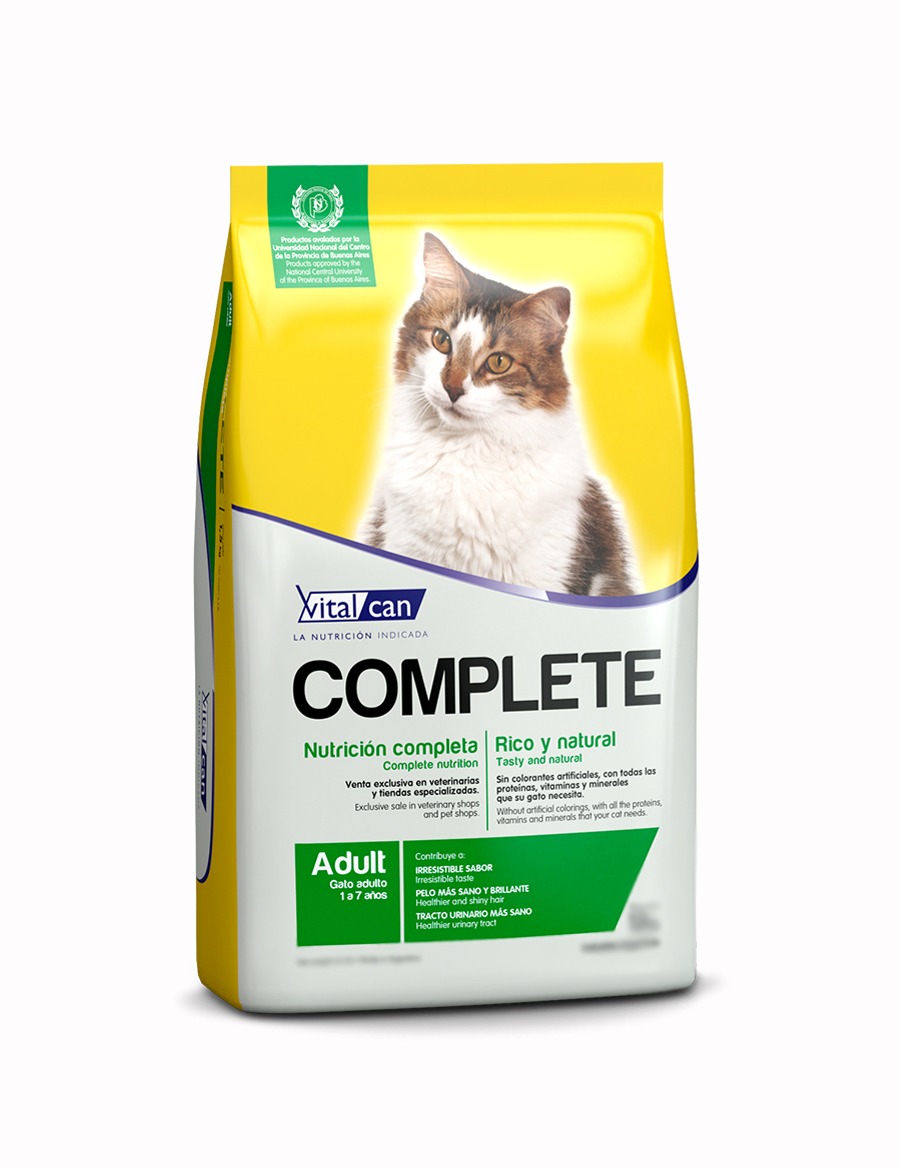 Productos avalados por la
Universidad Nacional del Centro
de la Provincia de Buenos Aires
Products approved by the
National Central University
of the Province of Buenos Aires.
Adult
vital can
LA NUTRICIÓN INDICADA
COMPLETE
Nutrición completa
Complete nutrition
Venta exclusiva en veterinarias
y tiendas especializadas.
Exclusive sale in veterinary shops
and pet shops.
Rico y natural
Tasty and natural
Sin colorantes artificiales, con todas las
proteínas, vitaminas y minerales
que su gato necesita.
Without artificial colorings, with all the proteins,
vitamins and minerals that your cat needs.
Adult
Gato adulto
1 a 7 años
Contribuye a:
IRRESISTIBLE SABOR
Irresistible taste
PELO MÁS SANO Y BRILLANTE
Healthier and shiny hair
TRACTO URINARIO MÁS SANO
Healthier urinary tract
vital can